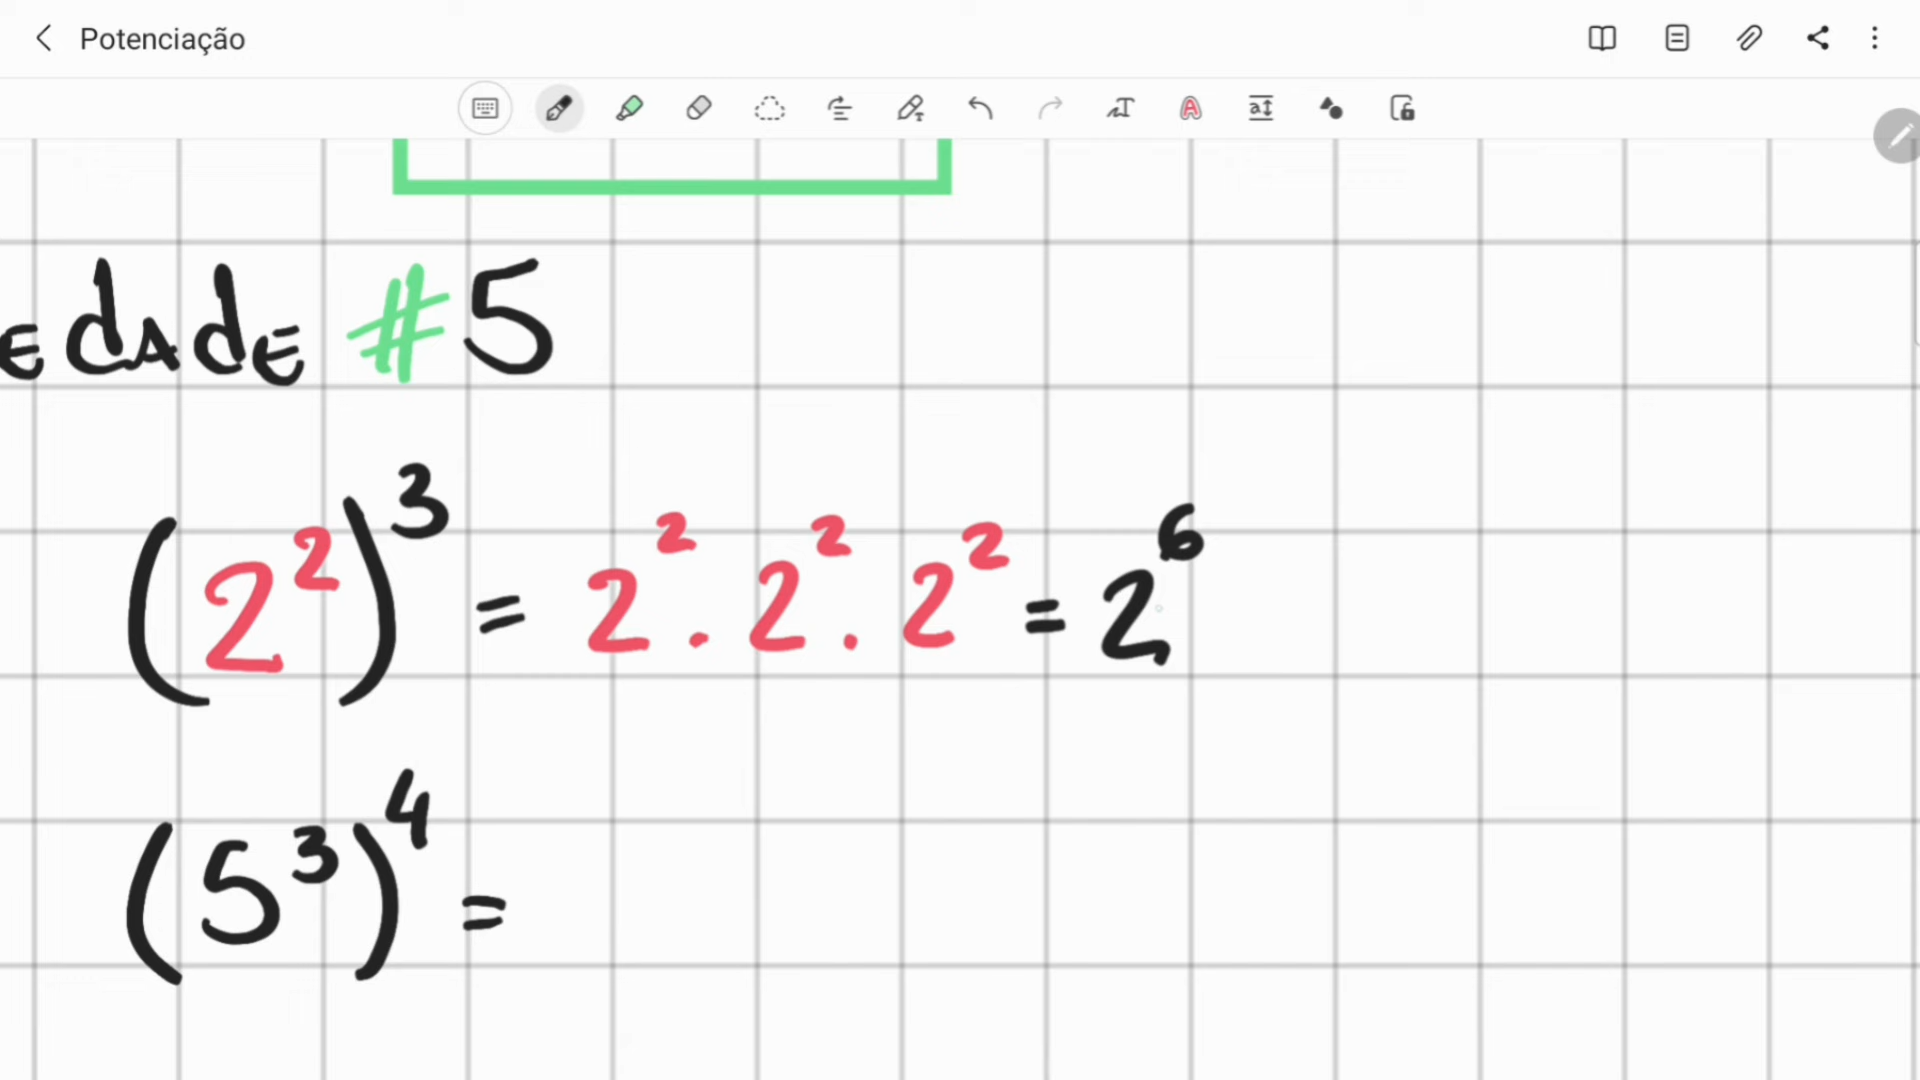 Potenciação
EdAdE #5
(2²)³ = 2² . 2² . 2² = 2⁶
(5³)⁴ =